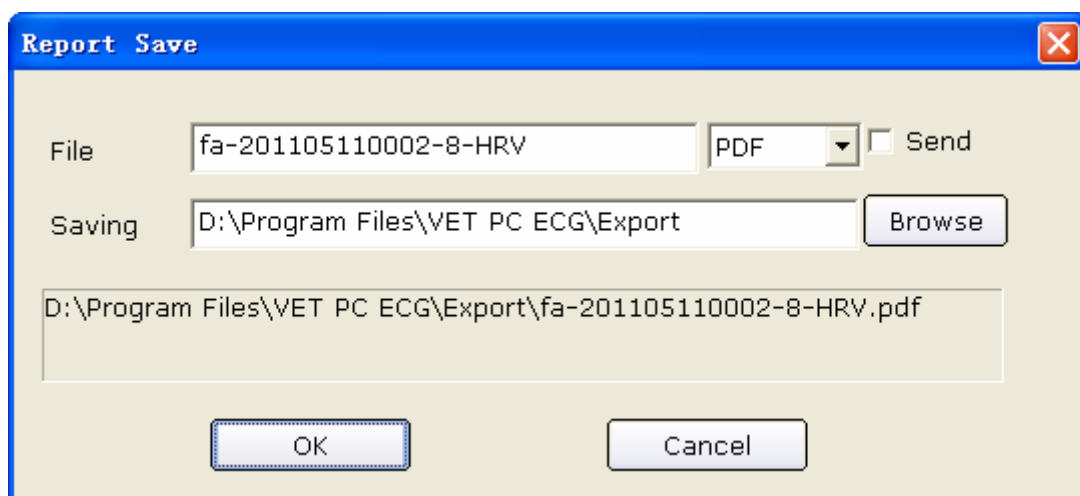 Report Save
File fa-201105110002-8-HRV PDF Send
Saving D:\Program Files\VET PC ECG\Export Browse
D:\Program Files\VET PC ECG\Export\fa-201105110002-8-HRV.pdf
OK Cancel